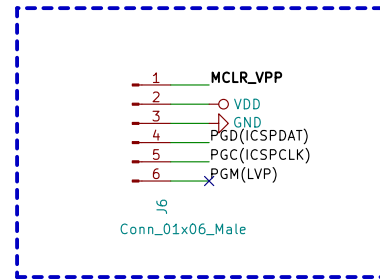 1 MCLR_VPP
2 VDD
3 GND
4 PGD(ICSPDAT)
5 PGC(ICSPCLK)
6 PGM(LVP)
J6
Conn_01x06_Male